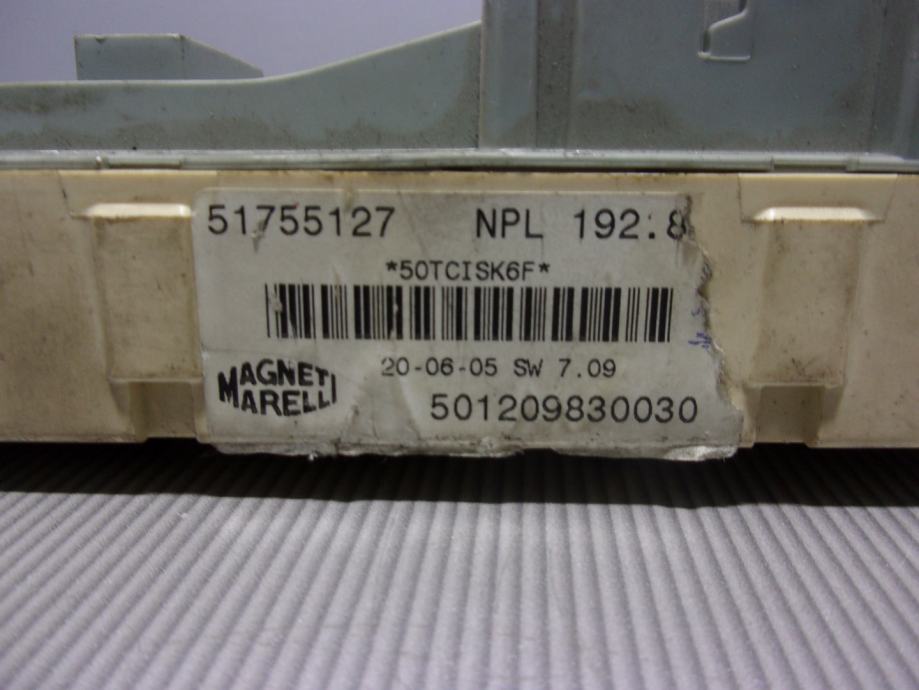 51755127 NPL 192:8
*50TCISK6F*
20-06-05 SW 7.09
MAGNETI
MARELLI
501209830030